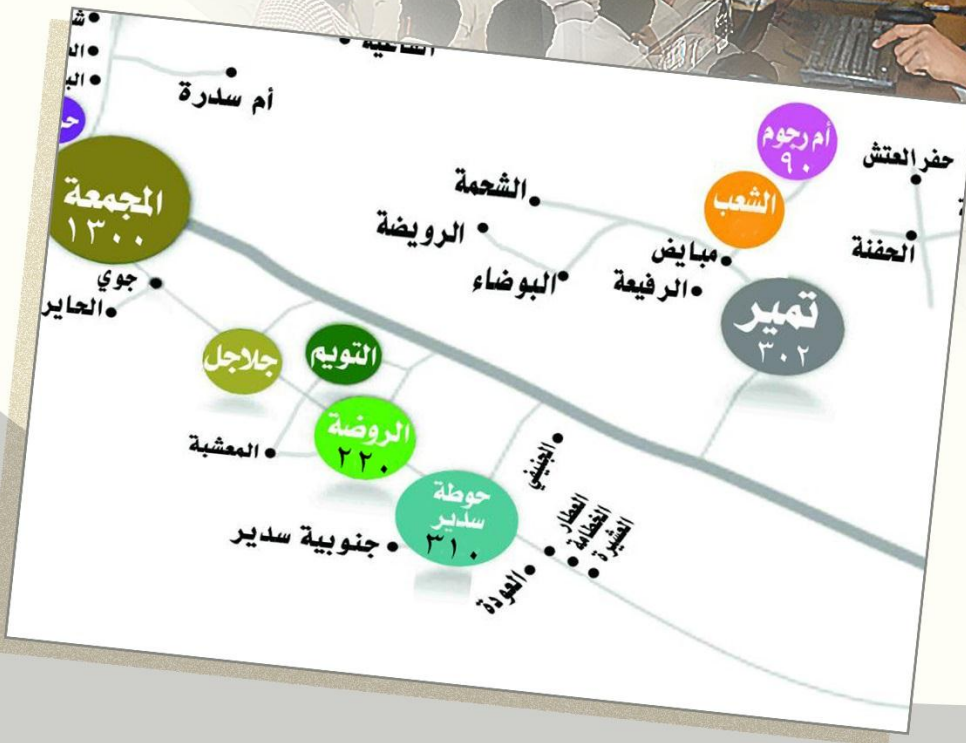 أم سدرة
أم رجوم
٩٠
حفر العتش
الشعب
الشحمة
المجمعة
١٣٠٠
الرويضة
مبايض
الحفنة
البوضاء
الرفيعة
جوي
الحاير
تمير
٣٠٢
جلاجل
التويم
الروضة
٢٢٠
المعشبة
الجنيفي
حوطة
سدير
٣١٠
العطار
الخطامة
العشيرة
جنوبية سدير
العودة